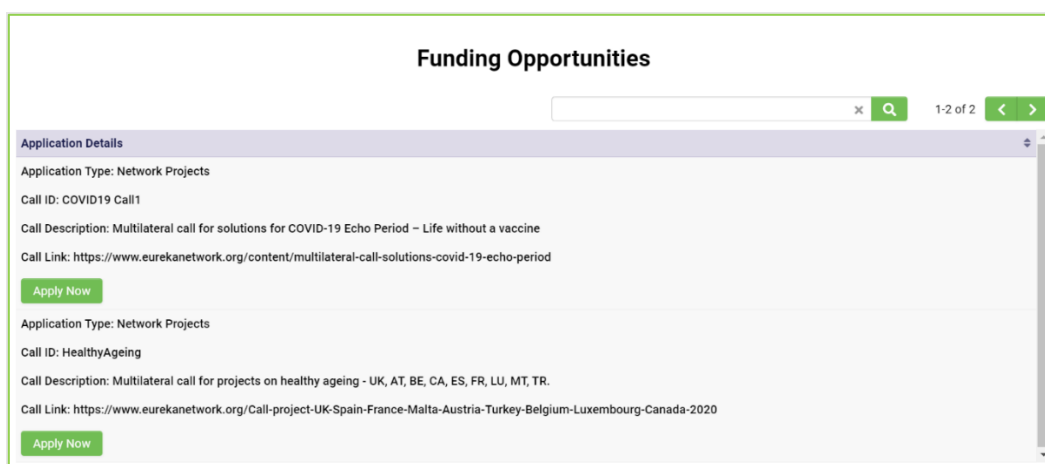 Funding Opportunities
1-2 of 2
Application Details
Application Type: Network Projects
Call ID: COVID19 Call1
Call Description: Multilateral call for solutions for COVID-19 Echo Period – Life without a vaccine
Call Link: https://www.eurekanetwork.org/content/multilateral-call-solutions-covid-19-echo-period
Apply Now
Application Type: Network Projects
Call ID: HealthyAgeing
Call Description: Multilateral call for projects on healthy ageing - UK, AT, BE, CA, ES, FR, LU, MT, TR.
Call Link: https://www.eurekanetwork.org/Call-project-UK-Spain-France-Malta-Austria-Turkey-Belgium-Luxembourg-Canada-2020
Apply Now